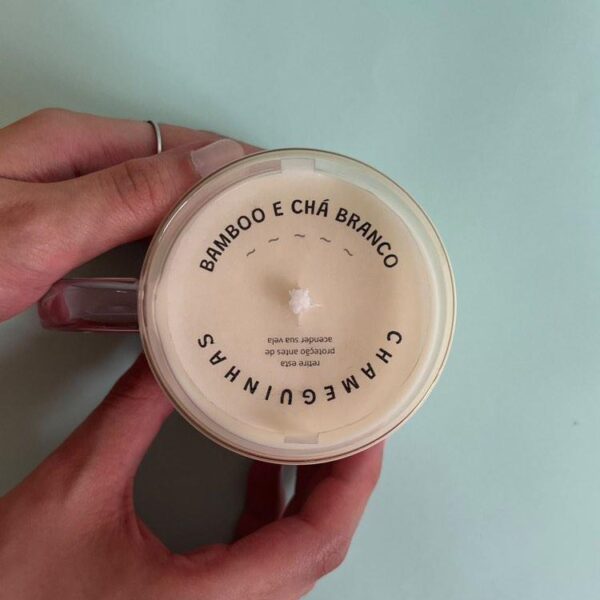 BAMBOO E CHÁ BRANCO
~ ~ ~ ~ ~
retire esta
proteção antes de
acender sua vela
CHAMEGUINHAS